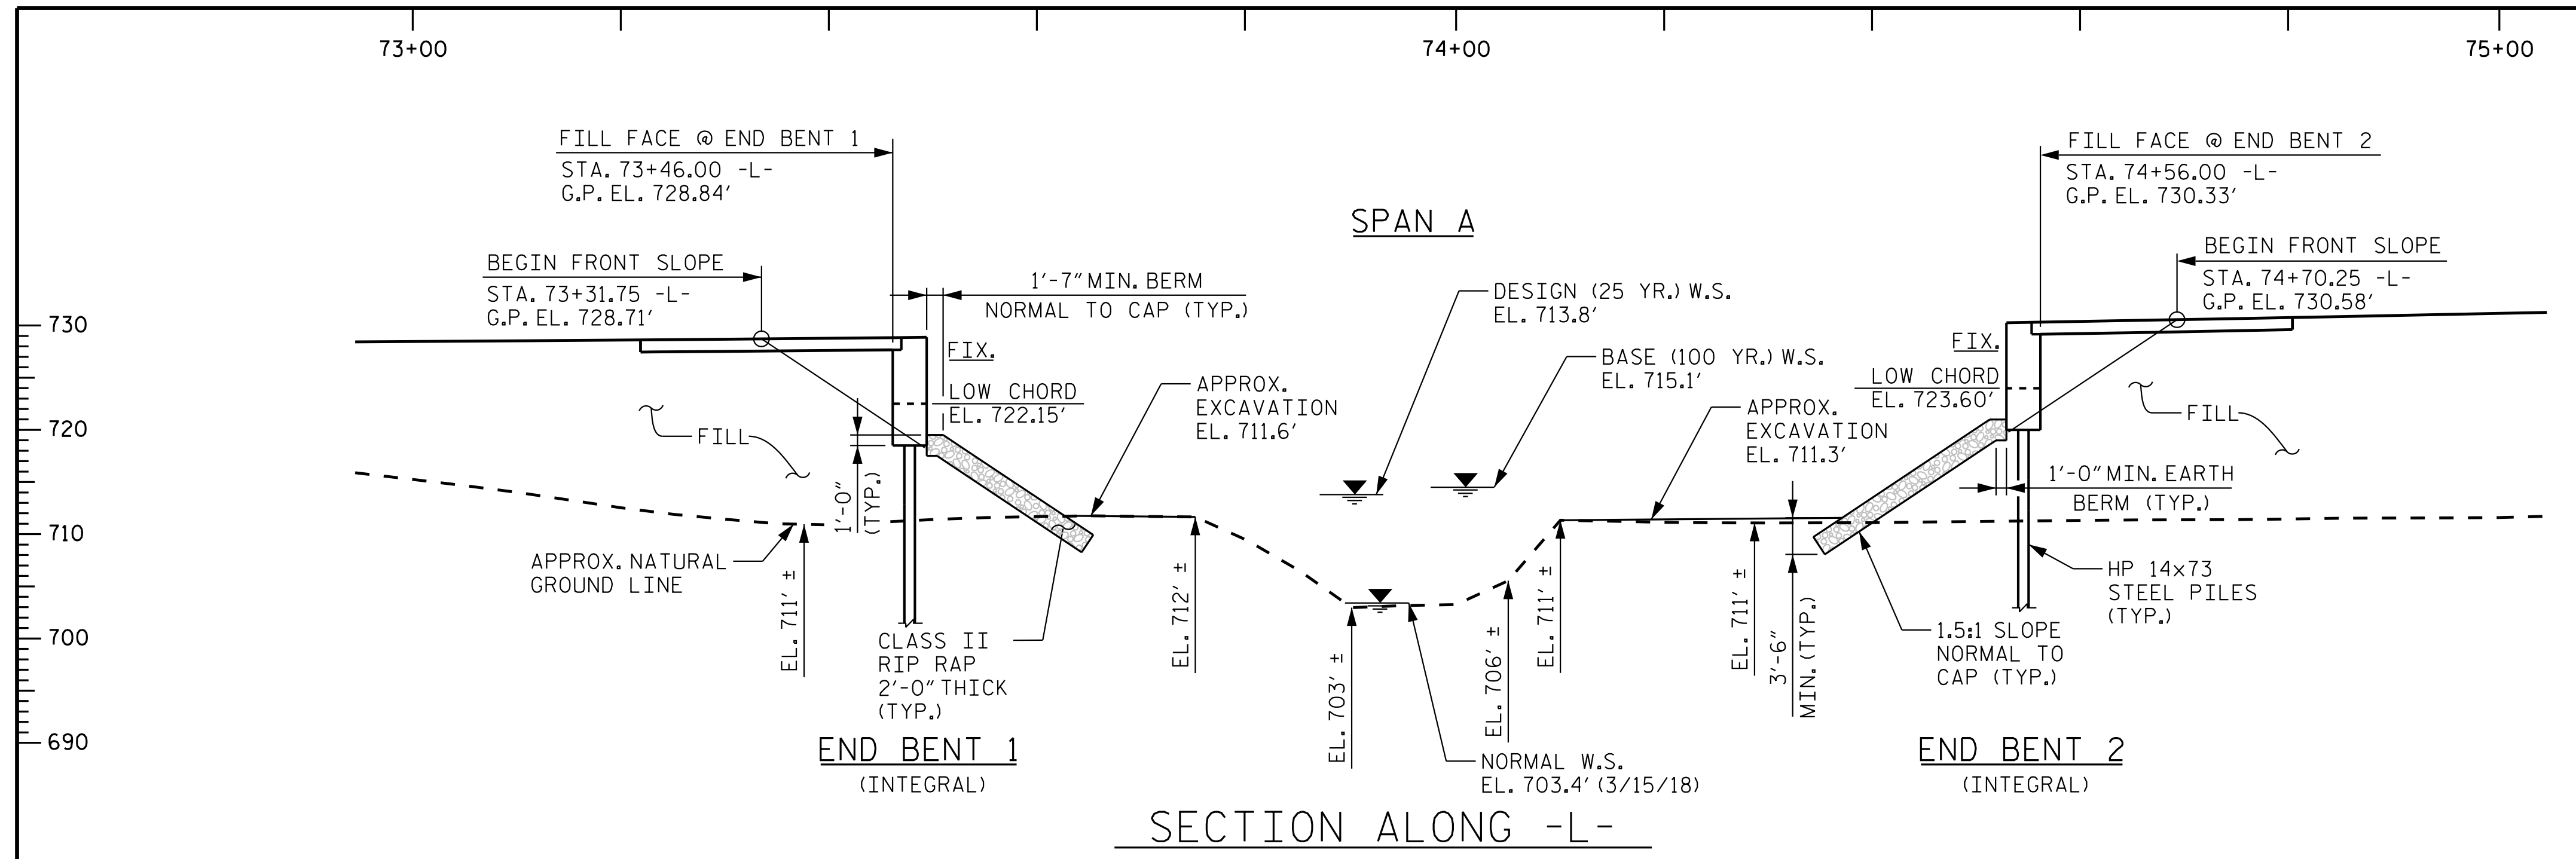 73+00
74+00
75+00
FILL FACE @ END BENT 1
STA. 73+46.00 -L-
G.P. EL. 728.84'
FILL FACE @ END BENT 2
STA. 74+56.00 -L-
G.P. EL. 730.33'
SPAN A
BEGIN FRONT SLOPE
STA. 73+31.75 -L-
G.P. EL. 728.71'
1'-7" MIN. BERM
NORMAL TO CAP (TYP.)
DESIGN (25 YR.) W.S.
EL. 713.8'
BEGIN FRONT SLOPE
STA. 74+70.25 -L-
G.P. EL. 730.58'
730
720
710
700
690
FIX.
LOW CHORD
EL. 722.15'
APPROX.
EXCAVATION
EL. 711.6'
BASE (100 YR.) W.S.
EL. 715.1'
APPROX.
EXCAVATION
EL. 711.3'
FIX.
LOW CHORD
EL. 723.60'
FILL
FILL
1'-0"
(TYP.)
1'-0" MIN. EARTH
BERM (TYP.)
APPROX. NATURAL
GROUND LINE
EL. 711' ±
EL. 712' ±
EL. 703' ±
EL. 706' ±
EL. 711' ±
EL. 711' ±
3'-6"
MIN. (TYP.)
HP 14x73
STEEL PILES
(TYP.)
CLASS II
RIP RAP
2'-0" THICK
(TYP.)
1.5:1 SLOPE
NORMAL TO
CAP (TYP.)
END BENT 1
(INTEGRAL)
NORMAL W.S.
EL. 703.4' (3/15/18)
END BENT 2
(INTEGRAL)
SECTION ALONG -L-